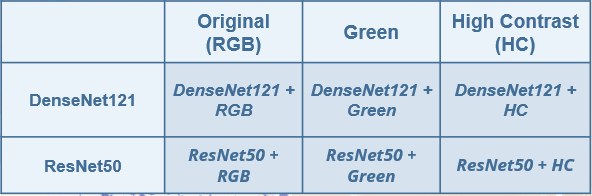 Original
(RGB)
Green
High Contrast
(HC)
DenseNet121
DenseNet121 +
RGB
DenseNet121 +
Green
DenseNet121 +
HC
ResNet50
ResNet50 +
RGB
ResNet50 +
Green
ResNet50 + HC